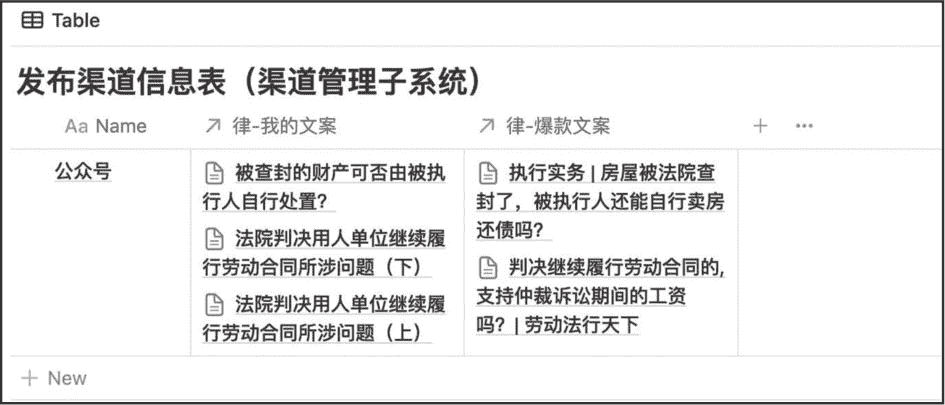 Table
发布渠道信息表（渠道管理子系统）
Aa Name
律-我的文案
律-爆款文案
公众号
被查封的财产可否由被执
行人自行处置？
法院判决用人单位继续履
行劳动合同所涉问题（下）
法院判决用人单位继续履
行劳动合同所涉问题（上）
执行实务 | 房屋被法院查
封了，被执行人还能自行卖房
还债吗？
判决继续履行劳动合同的，
支持仲裁诉讼期间的工资
吗？| 劳动法行天下
+ New